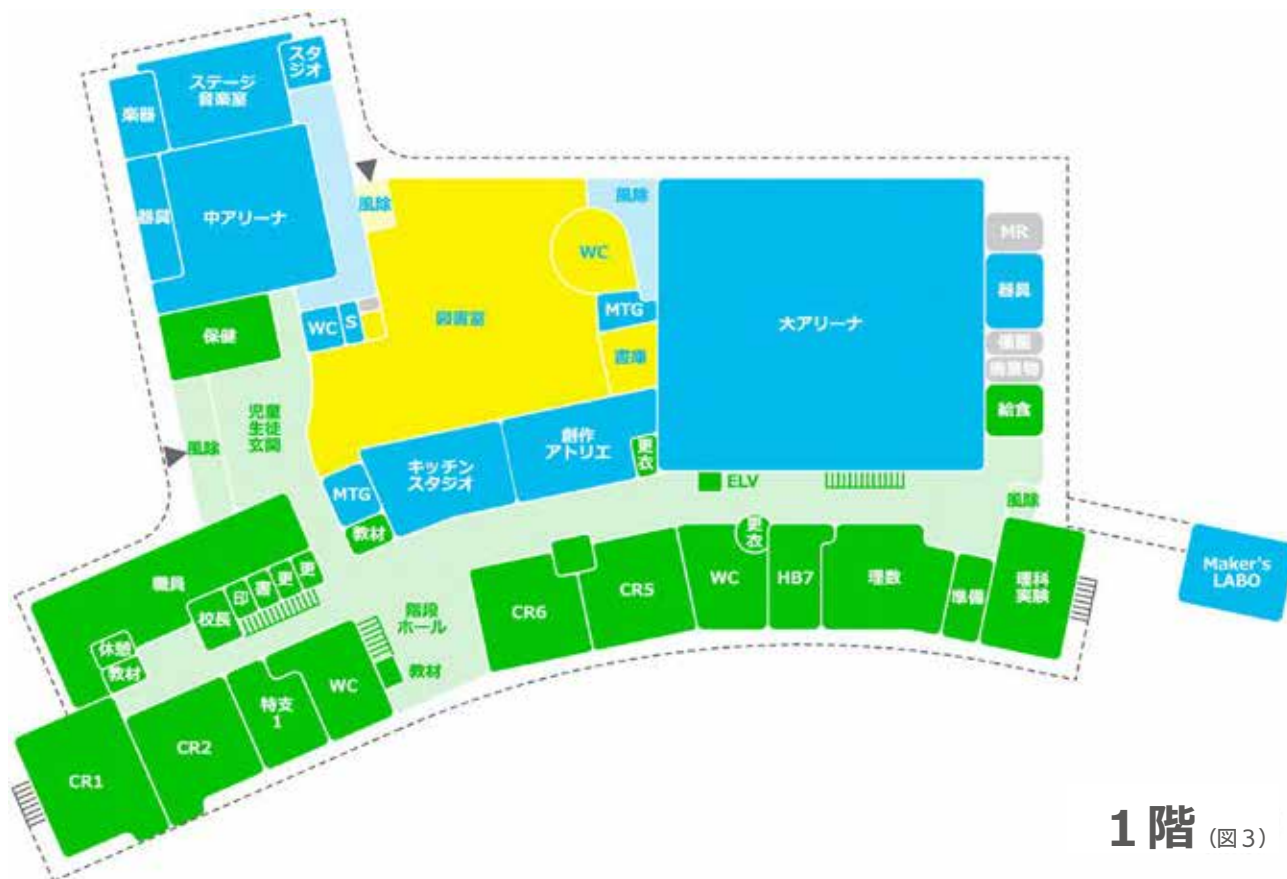 スタ
ジオ
ステージ
音楽室
楽器
器具
中アリーナ
風除
風除
WC
MR
器具
図書室
MTG
大アリーナ
WC
S
保健
書庫
廃棄物
給食
児童
生徒
玄関
風除
創作
アトリエ
更
衣
キッチン
スタジオ
MTG
教材
ELV
風除
職員
校長
印
書
更
更
休憩
教材
階段
ホール
教材
CR6
CR5
WC
更
衣
HB7
理数
準備
理科
実験
Maker's
LABO
WC
特支
1
CR2
CR1
1階 (図3)